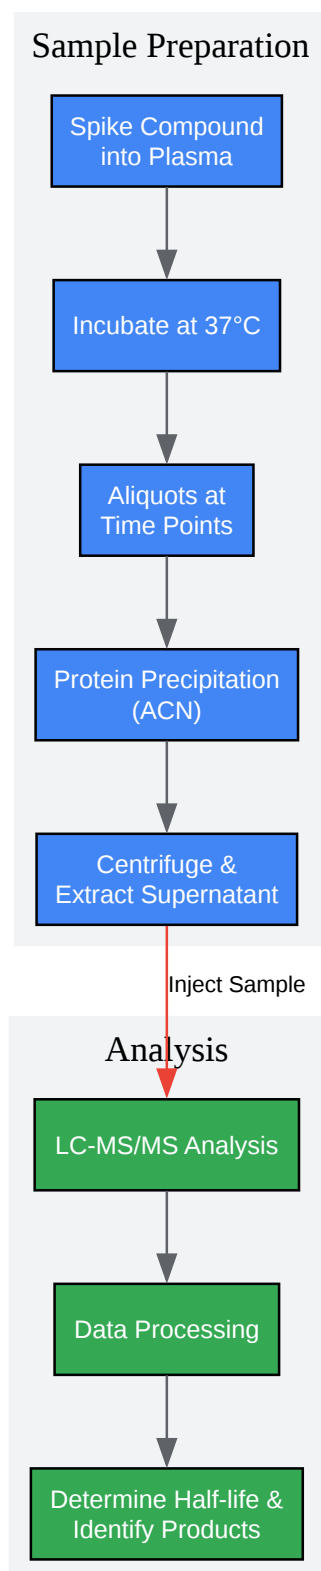 Sample Preparation
Spike Compound
into Plasma
Incubate at 37°C
Aliquots at
Time Points
Protein Precipitation
(ACN)
Centrifuge &
Extract Supernatant
Inject Sample
Analysis
LC-MS/MS Analysis
Data Processing
Determine Half-life &
Identify Products